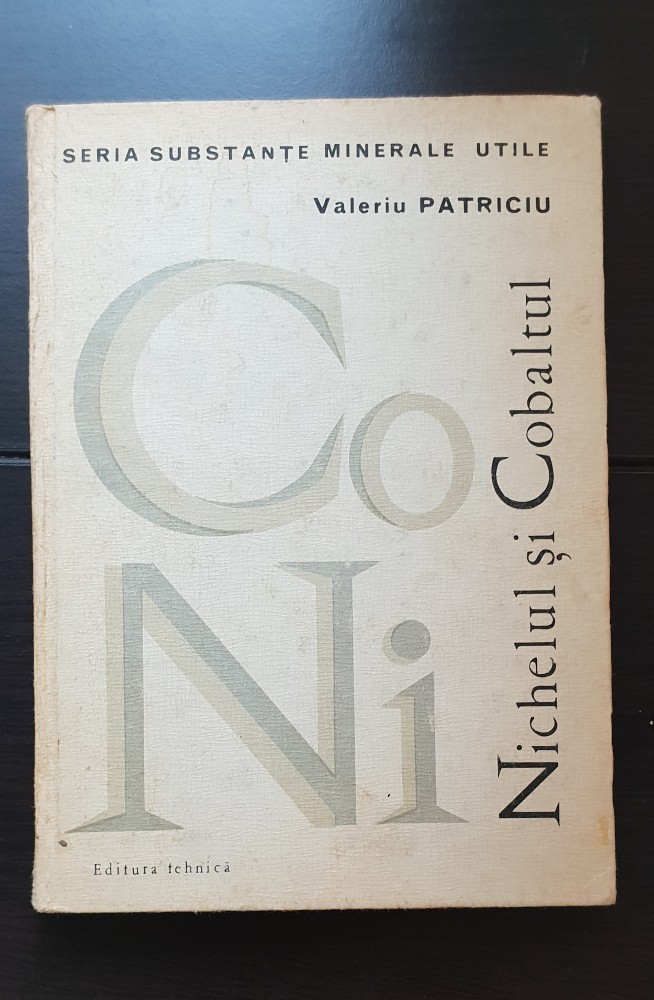 SERIA SUBSTANȚE MINERALE UTILE
Valeriu PATRICIU
Co
Ni
Nichelul și Cobaltul
Editura tehnică